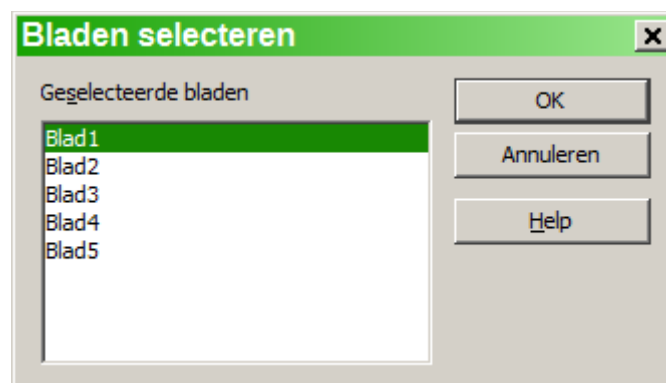 Bladen selecteren
Geselecteerde bladen
OK
Blad1
Annuleren
Blad2
Blad3
Help
Blad4
Blad5